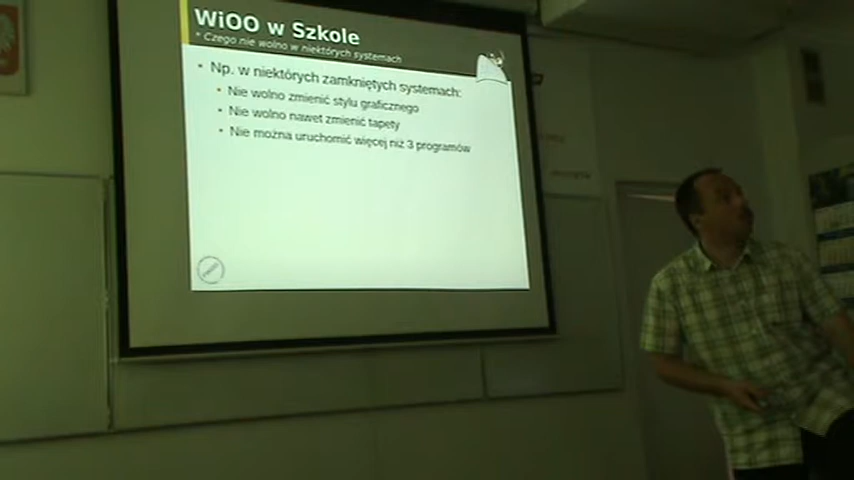 WiOO w Szkole
* Czego nie wolno w niektórych systemach
• Np. w niektórych zamkniętych systemach:
• Nie wolno zmienić stylu graficznego
• Nie wolno nawet zmienić tapety
• Nie można uruchomić więcej niż 3 programów